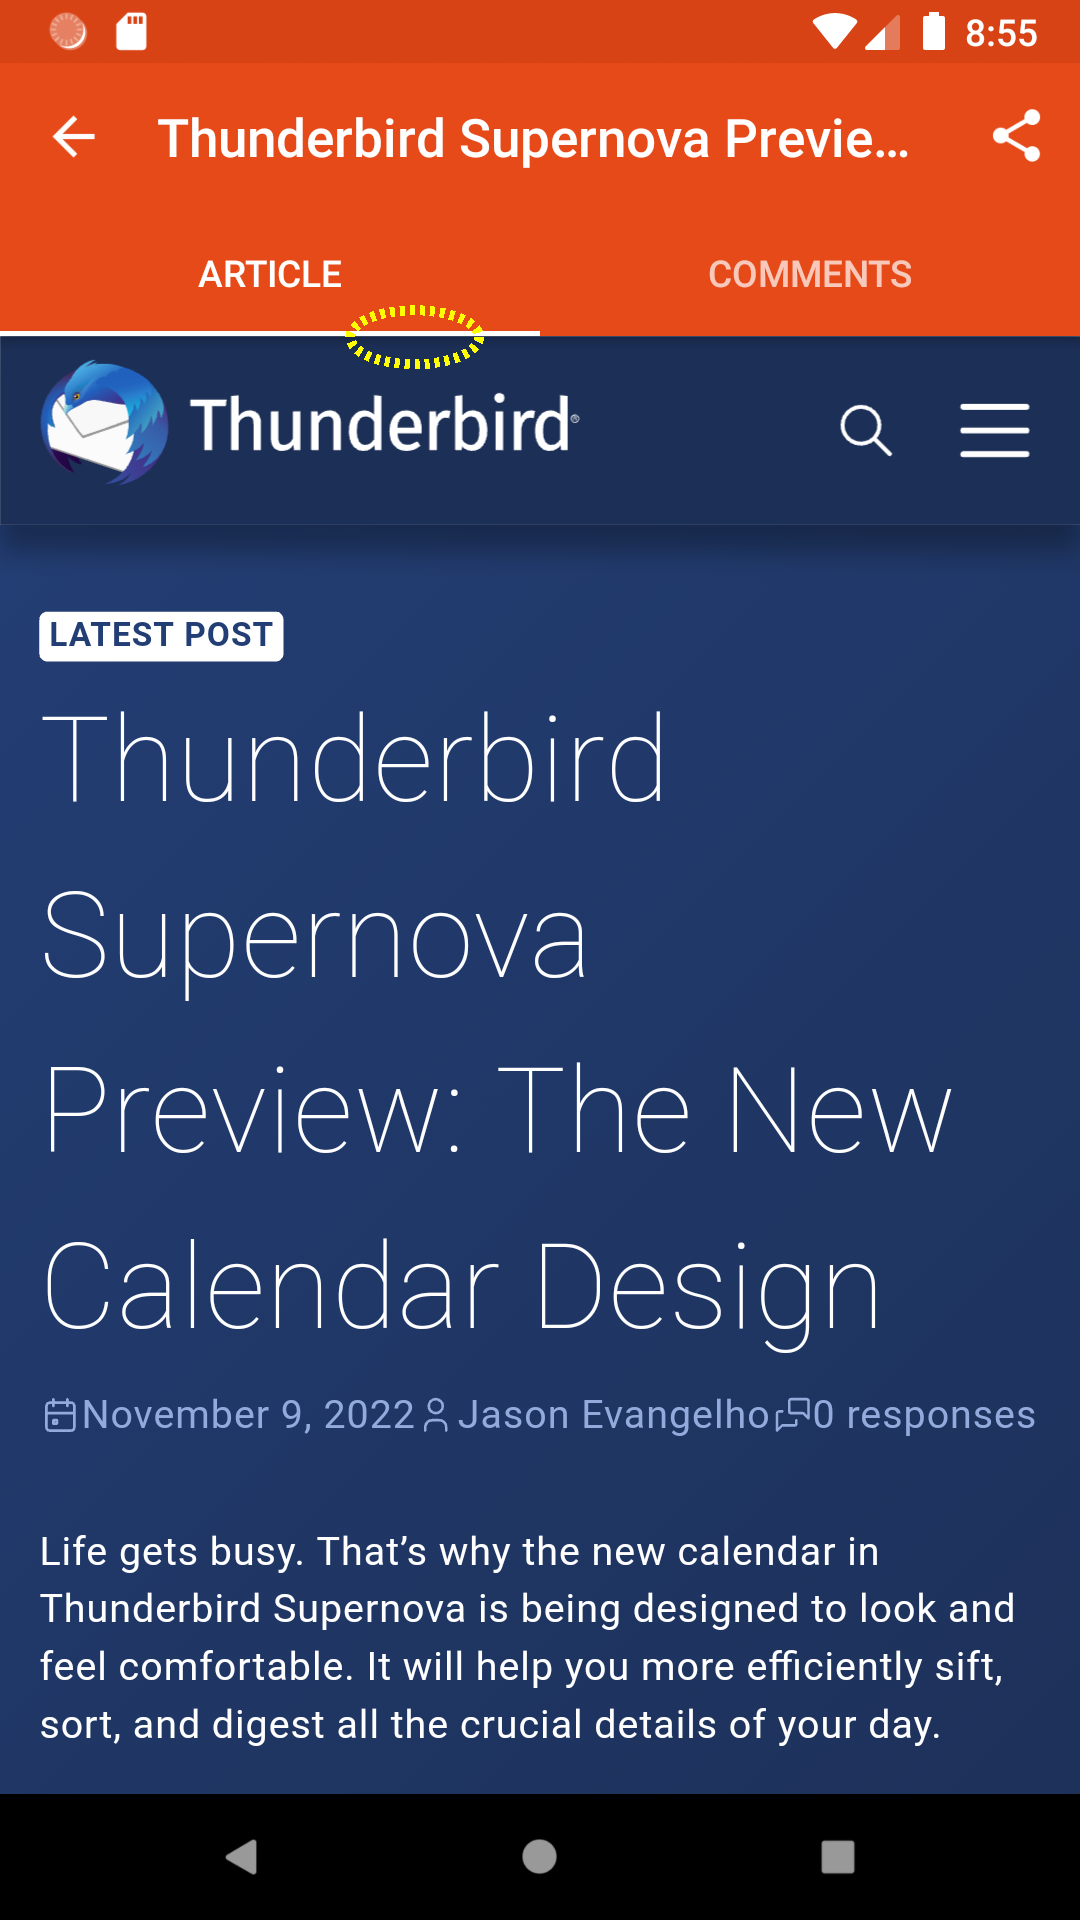 8:55
Thunderbird Supernova Previe...
ARTICLE
COMMENTS
Thunderbird®
LATEST POST
Thunderbird
Supernova
Preview: The New
Calendar Design
November 9, 2022 Jason Evangelho 0 responses
Life gets busy. That’s why the new calendar in
Thunderbird Supernova is being designed to look and
feel comfortable. It will help you more efficiently sift,
sort, and digest all the crucial details of your day.